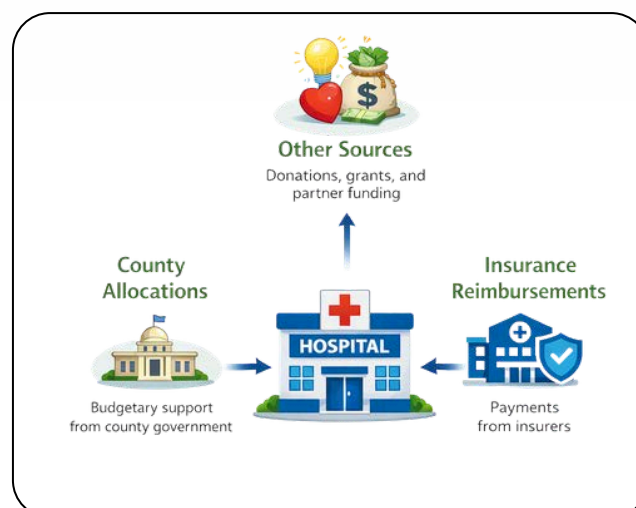 $
Other Sources
Donations, grants, and
partner funding
County
Allocations
Insurance
Reimbursements
HOSPITAL
Budgetary support
from county government
Payments
from insurers